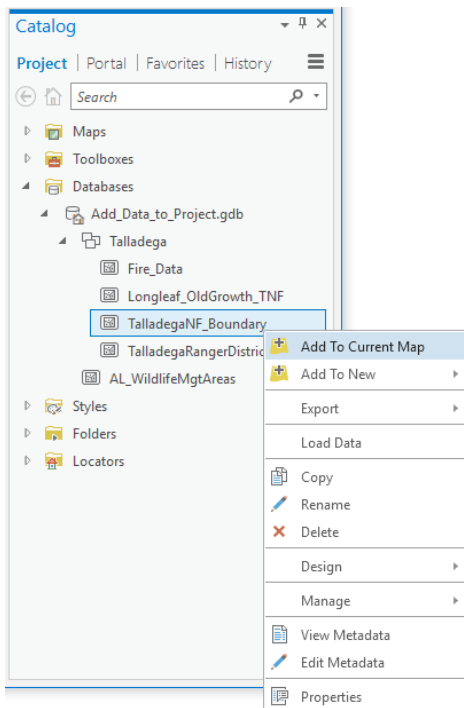 Catalog
Project | Portal | Favorites | History
Search
Maps
Toolboxes
Databases
Add_Data_to_Project.gdb
Talladega
Fire_Data
Longleaf_OldGrowth_TNF
TalladegaNF_Boundary
TalladegaRangerDistric
AL_WildlifeMgtAreas
Styles
Folders
Locators
Add To Current Map
Add To New
Export
Load Data
Copy
Rename
Delete
Design
Manage
View Metadata
Edit Metadata
Properties